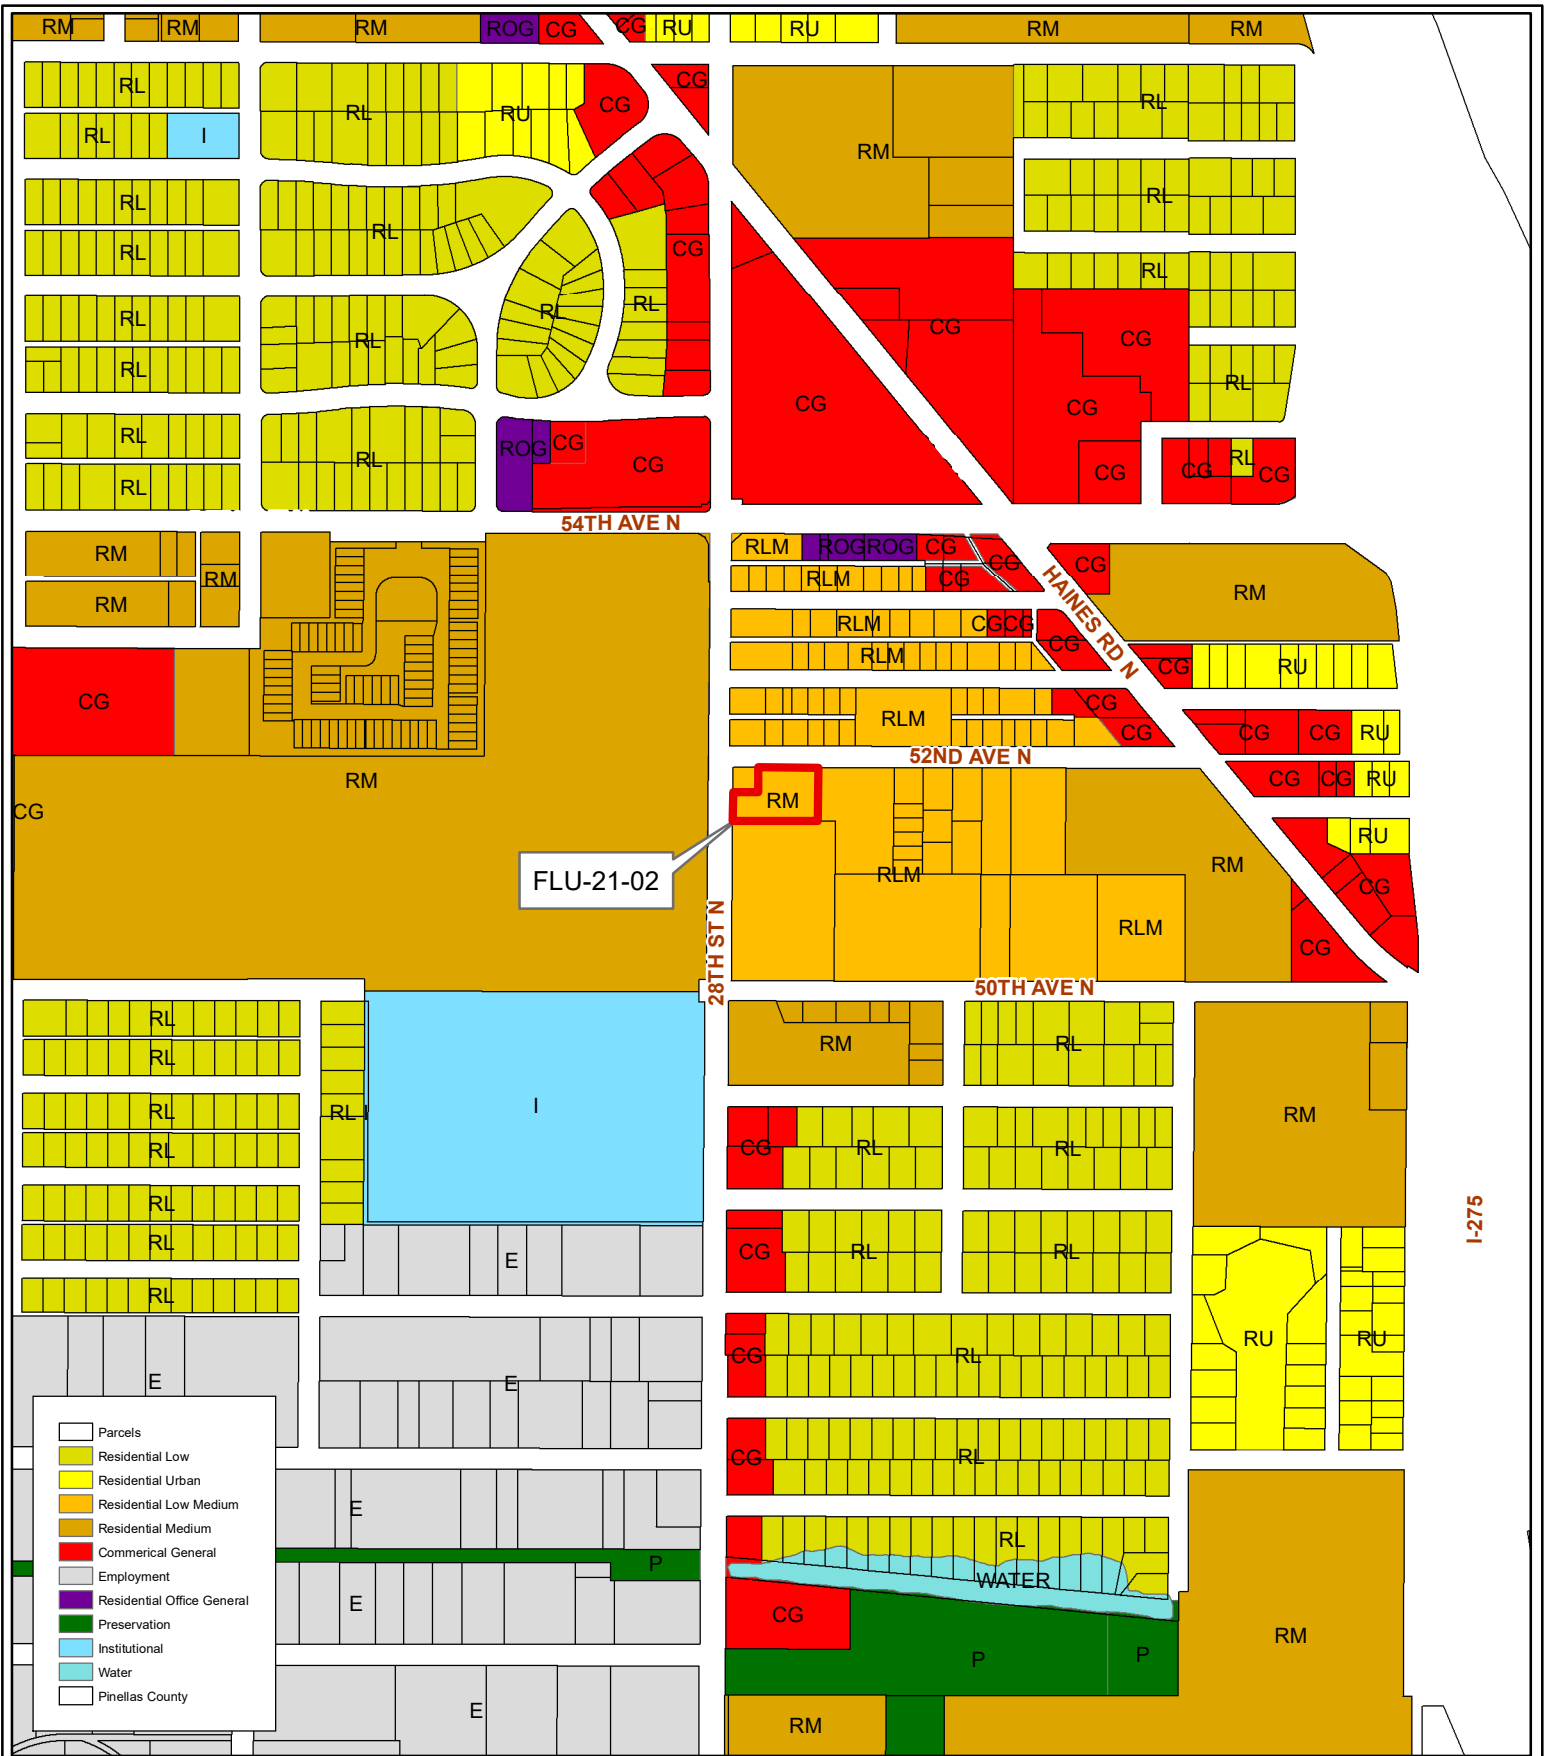 RM RM RM ROG CG CG RU RU RM RM
RL RL RU CG CG RL
RL I RM
RL RL RL
RL CG RL
RL RL RL RL CG CG
RL RL CG RL
RL RL ROG CG CG CG CG RL
RL CG CG CG
54TH AVE N
RM RM RLM ROG ROG CG CG CG RM
RM RLM CG
HAINES RD N
RLM CG CG CG
RLM CG RU
CG RLM CG CG CG CG RU
52ND AVE N
RM RM CG CG RU
CG
FLU-21-02
RLM RM RU
CG
RLM CG
28TH ST N
50TH AVE N
RL RM RL
RL
RL RL I I RM
RL CG RL RL
RL
I-275
RL E CG RL RL
RL
E E CG RL RU RU
E CG RL
RL
P WATER
E CG P P RM
E RM
Parcels
Residential Low
Residential Urban
Residential Low Medium
Residential Medium
Commerical General
Employment
Residential Office General
Preservation
Institutional
Water
Pinellas County